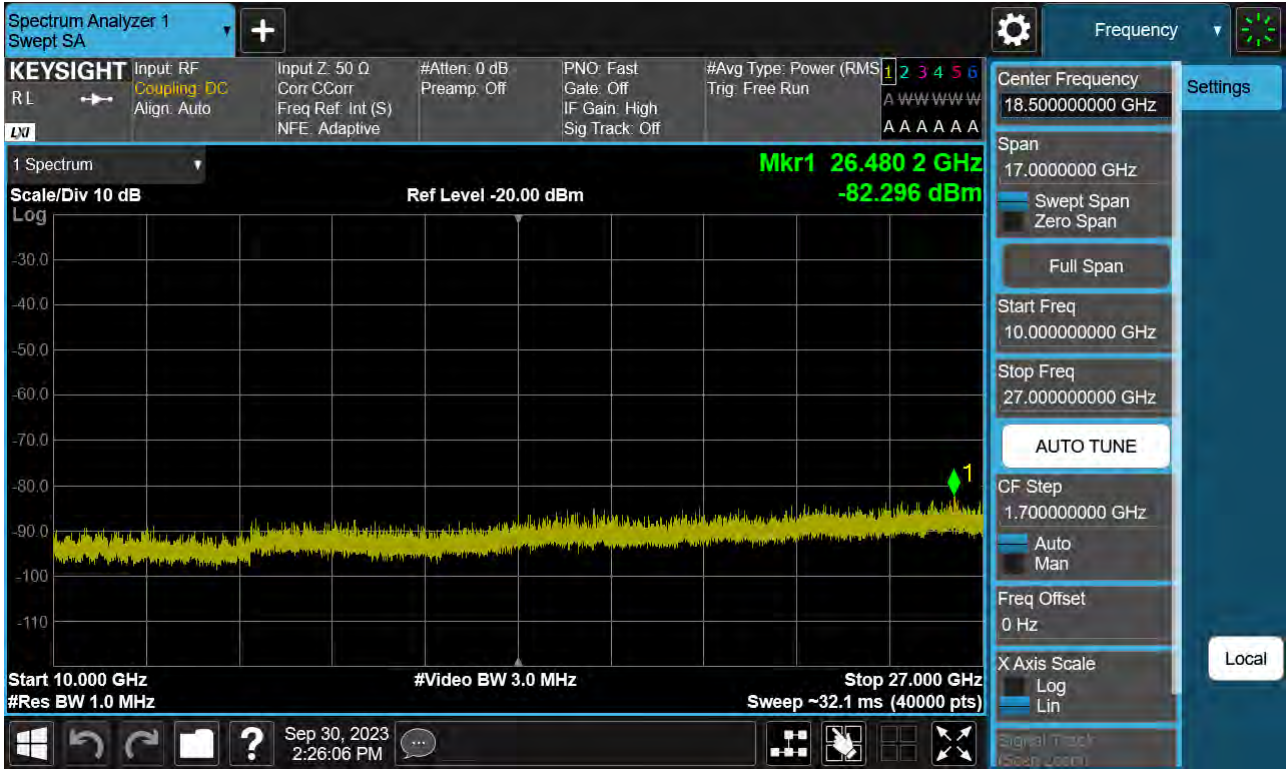 Spectrum Analyzer 1
Swept SA
+
Frequency
KEYSIGHT
RL
LXI
Input: RF
Coupling: DC
Align: Auto
Input Z: 50 Ω
Corr CCorr
Freq Ref: Int (S)
NFE: Adaptive
#Atten: 0 dB
Preamp: Off
PNO: Fast
Gate: Off
IF Gain: High
Sig Track: Off
#Avg Type: Power (RMS
Trig: Free Run
1 2 3 4 5 6
A W W W W W
A A A A A A
1 Spectrum
Scale/Div 10 dB
Ref Level -20.00 dBm
Mkr1 26.480 2 GHz
-82.296 dBm
Log
-30.0
-40.0
-50.0
-60.0
-70.0
-80.0
-90.0
-100
-110
1
Start 10.000 GHz
#Video BW 3.0 MHz
Stop 27.000 GHz
#Res BW 1.0 MHz
Sweep ~32.1 ms (40000 pts)
Center Frequency
18.500000000 GHz
Settings
Span
17.0000000 GHz
Swept Span
Zero Span
Full Span
Start Freq
10.000000000 GHz
Stop Freq
27.000000000 GHz
AUTO TUNE
CF Step
1.700000000 GHz
Auto
Man
Freq Offset
0 Hz
X Axis Scale
Log
Lin
Signal Track
(Span Zoom)
Local
?
Sep 30, 2023
2:26:06 PM